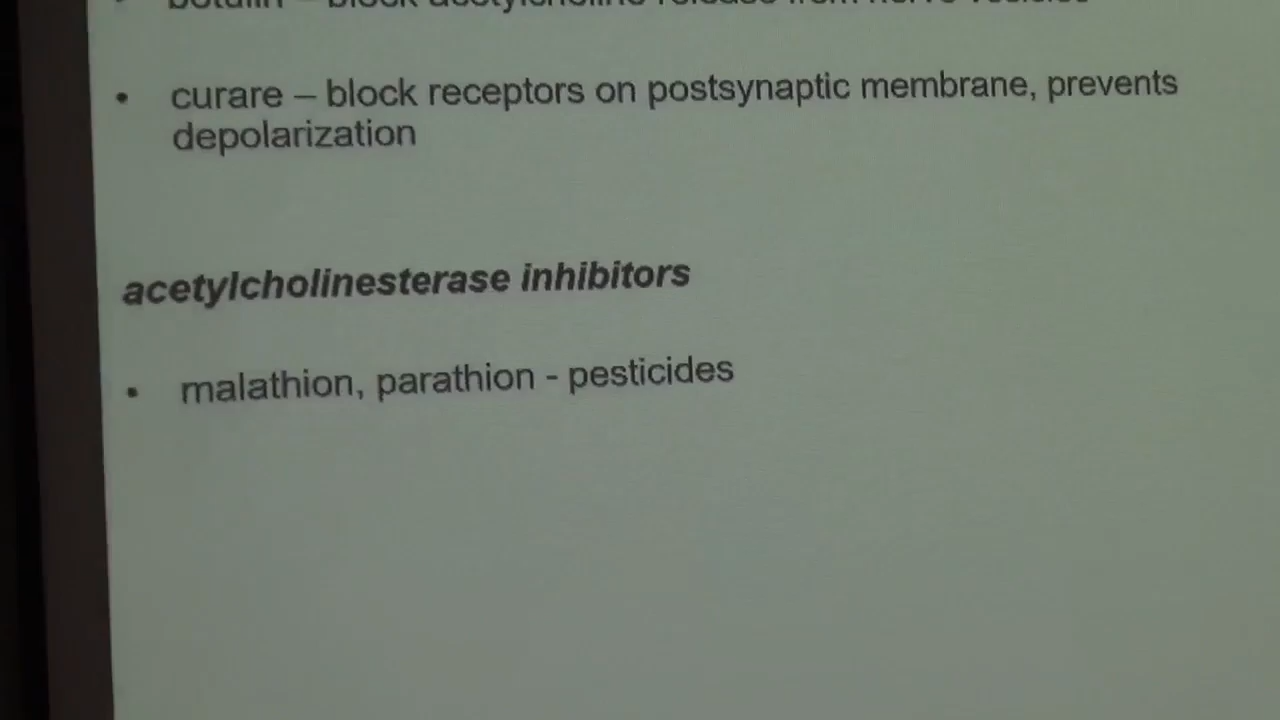 • botulin – block acetylcholine release from nerve vesicles
• curare – block receptors on postsynaptic membrane, prevents
depolarization
acetylcholinesterase inhibitors
• malathion, parathion - pesticides